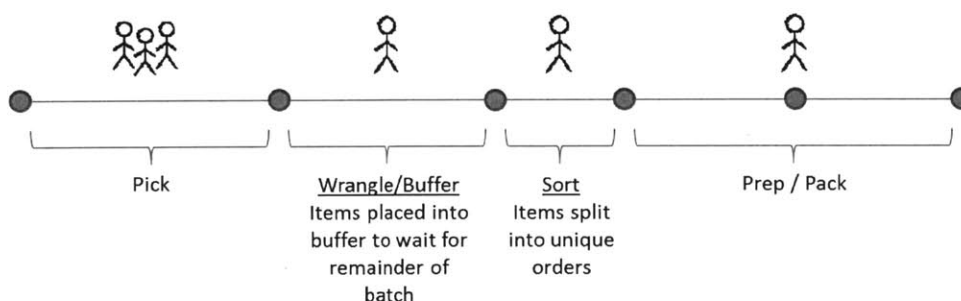 Pick
Wrangle/Buffer
Items placed into
buffer to wait for
remainder of
batch
Sort
Items split
into unique
orders
Prep / Pack